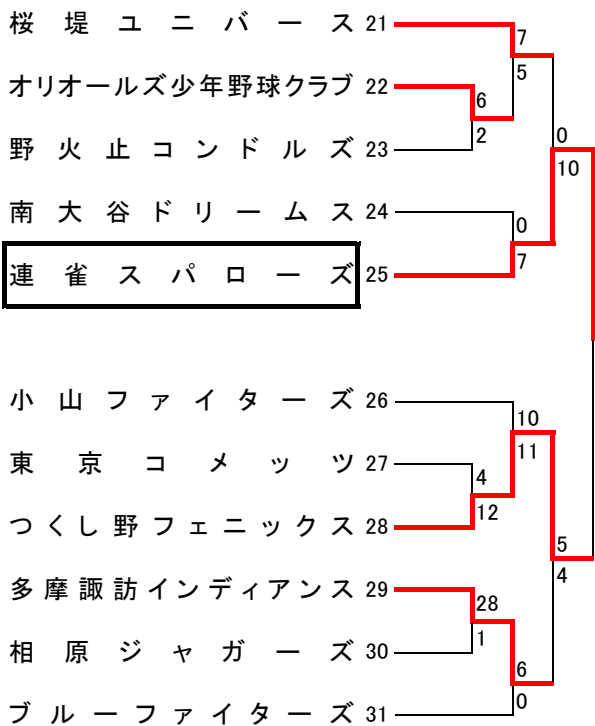 桜堤ユニバース 21
7
5
オリオールズ少年野球クラブ 22
6
2
野火止コンドルズ 23
0
10
南大谷ドリームス 24
0
7
連雀スパローズ 25
小山ファイターズ 26
10
11
東京コメッツ 27
4
12
つくし野フェニックス 28
5
4
多摩諏訪インディアンス 29
28
1
相原ジャガーズ 30
6
0
ブルーファイターズ 31